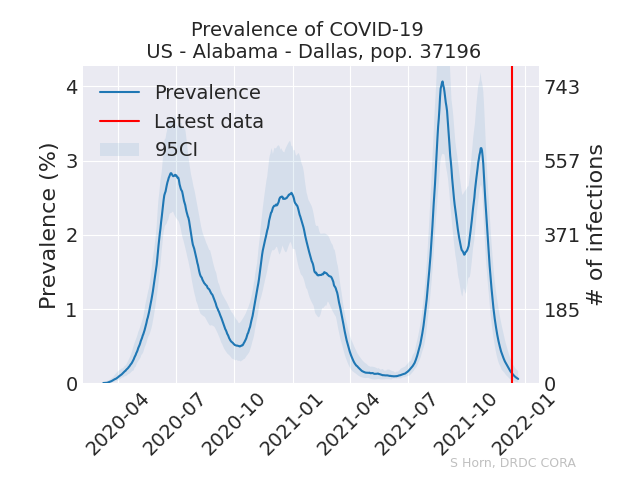 Prevalence of COVID-19
US - Alabama - Dallas, pop. 37196
Prevalence
Latest data
95CI
Prevalence (%)
4
3
2
1
0
743
557
371
185
0
# of infections
2020-04
2020-07
2020-10
2021-01
2021-04
2021-07
2021-10
2022-01
S Horn, DRDC CORA